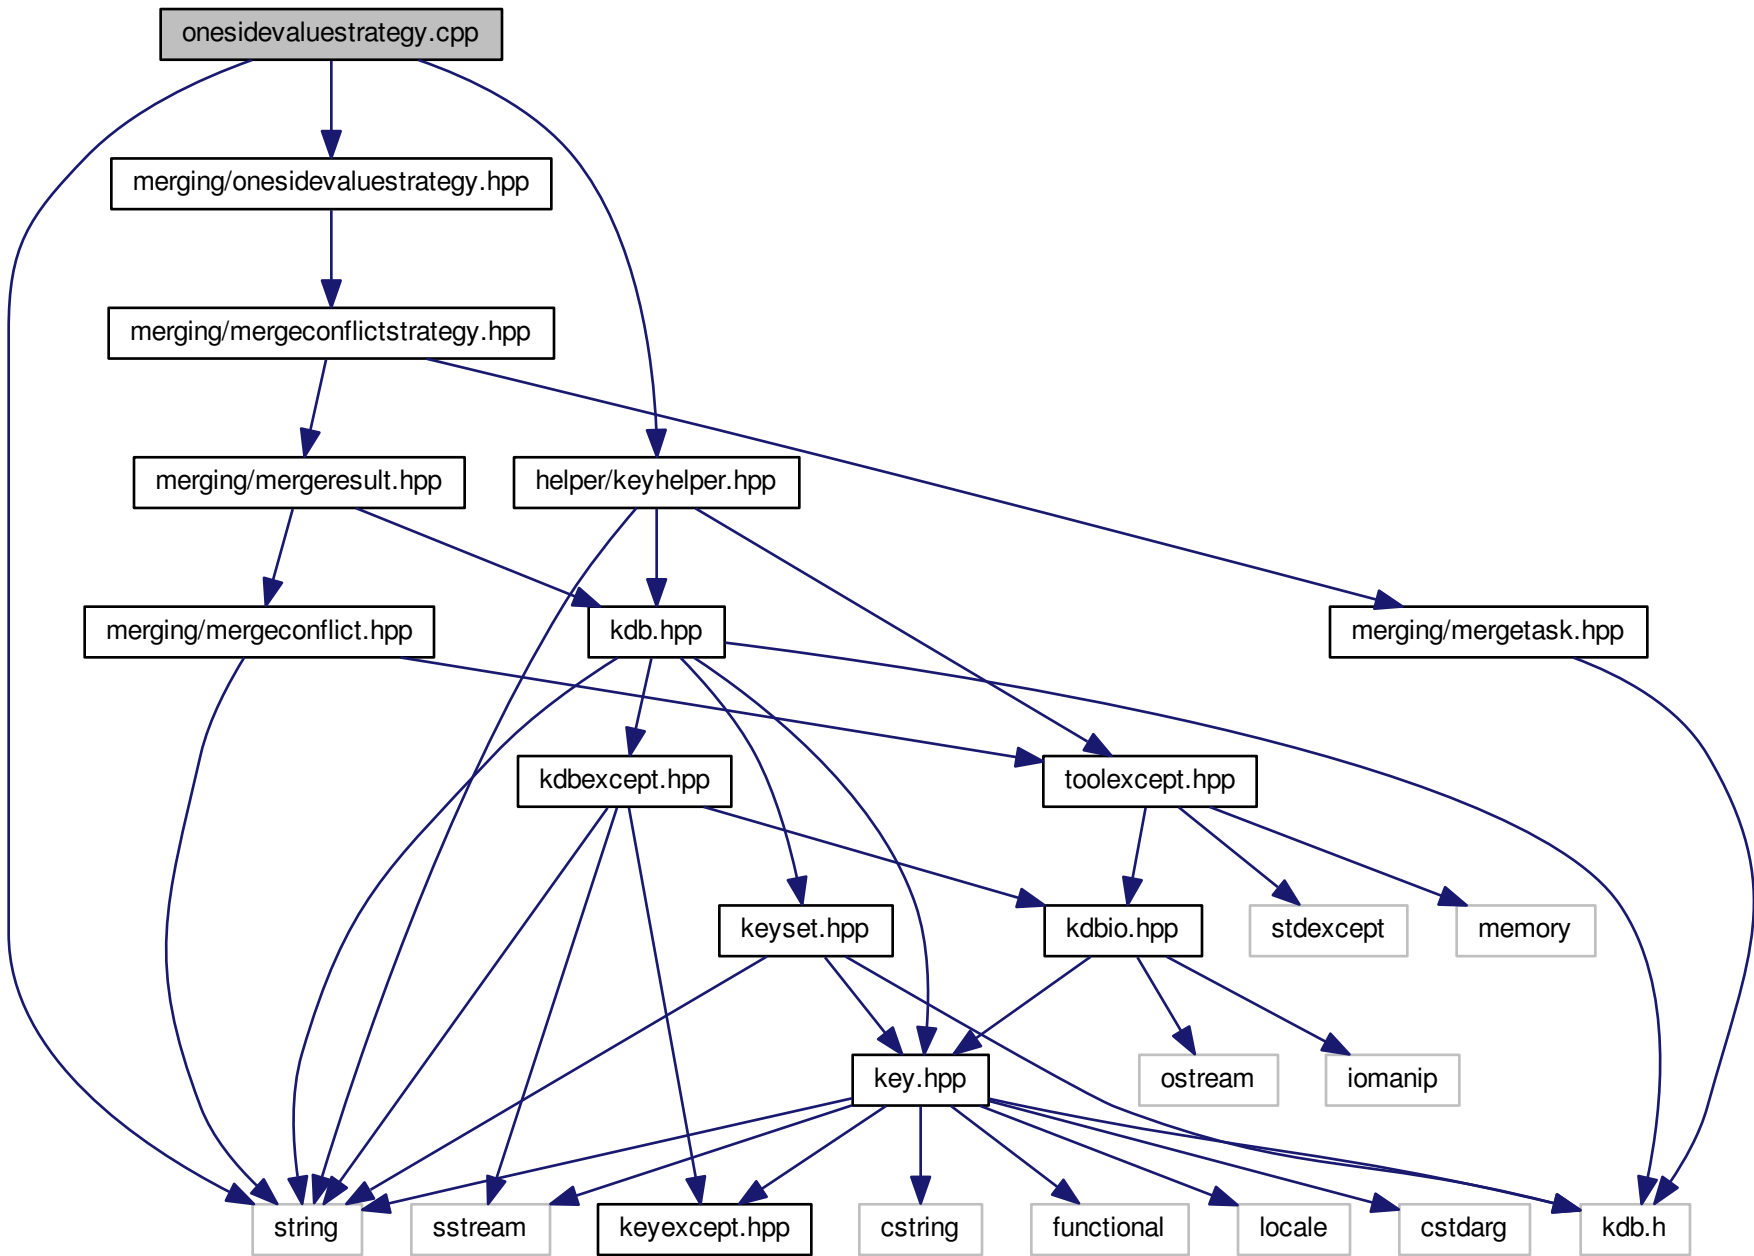 onesidevaluestrategy.cpp
merging/onesidevaluestrategy.hpp
merging/mergeconflictstrategy.hpp
merging/mergeresult.hpp
helper/keyhelper.hpp
merging/mergeconflict.hpp
kdb.hpp
merging/mergetask.hpp
kdbexcept.hpp
toolexcept.hpp
keyset.hpp
kdbio.hpp
stdexcept
memory
key.hpp
ostream
iomanip
string
sstream
keyexcept.hpp
cstring
functional
locale
cstdarg
kdb.h